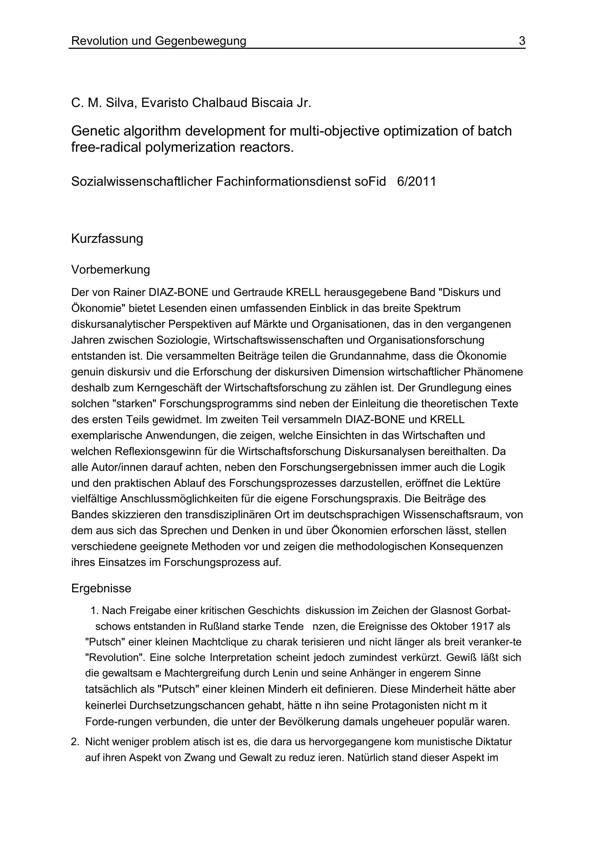 Revolution und Gegenbewegung 3
C. M. Silva, Evaristo Chalbaud Biscaia Jr.
Genetic algorithm development for multi-objective optimization of batch
free-radical polymerization reactors.
Sozialwissenschaftlicher Fachinformationsdienst soFid 6/2011
Kurzfassung
Vorbemerkung
Der von Rainer DIAZ-BONE und Gertraude KRELL herausgegebene Band "Diskurs und
Ökonomie" bietet Lesenden einen umfassenden Einblick in das breite Spektrum
diskursanalytischer Perspektiven auf Märkte und Organisationen, das in den vergangenen
Jahren zwischen Soziologie, Wirtschaftswissenschaften und Organisationsforschung
entstanden ist. Die versammelten Beiträge teilen die Grundannahme, dass die Ökonomie
genuin diskursiv und die Erforschung der diskursiven Dimension wirtschaftlicher Phänomene
deshalb zum Kerngeschäft der Wirtschaftsforschung zu zählen ist. Der Grundlegung eines
solchen "starken" Forschungsprogramms sind neben der Einleitung die theoretischen Texte
des ersten Teils gewidmet. Im zweiten Teil versammeln DIAZ-BONE und KRELL
exemplarische Anwendungen, die zeigen, welche Einsichten in das Wirtschaften und
welchen Reflexionsgewinn für die Wirtschaftsforschung Diskursanalysen bereithalten. Da
alle Autor/innen darauf achten, neben den Forschungsergebnissen immer auch die Logik
und den praktischen Ablauf des Forschungsprozesses darzustellen, eröffnet die Lektüre
vielfältige Anschlussmöglichkeiten für die eigene Forschungspraxis. Die Beiträge des
Bandes skizzieren den transdisziplinären Ort im deutschsprachigen Wissenschaftsraum, von
dem aus sich das Sprechen und Denken in und über Ökonomien erforschen lässt, stellen
verschiedene geeignete Methoden vor und zeigen die methodologischen Konsequenzen
ihres Einsatzes im Forschungsprozess auf.
Ergebnisse
1. Nach Freigabe einer kritischen Geschichts diskussion im Zeichen der Glasnost Gorbat-
schows entstanden in Rußland starke Tende nzen, die Ereignisse des Oktober 1917 als
"Putsch" einer kleinen Machtclique zu charak terisieren und nicht länger als breit veranker-te
"Revolution". Eine solche Interpretation scheint jedoch zumindest verkürzt. Gewiß läßt sich
die gewaltsam e Machtergreifung durch Lenin und seine Anhänger in engerem Sinne
tatsächlich als "Putsch" einer kleinen Minderh eit definieren. Diese Minderheit hätte aber
keinerlei Durchsetzungschancen gehabt, hätte n ihn seine Protagonisten nicht m it
Forde-rungen verbunden, die unter der Bevölkerung damals ungeheuer populär waren.
2. Nicht weniger problem atisch ist es, die dara us hervorgegangene kom munistische Diktatur
auf ihren Aspekt von Zwang und Gewalt zu reduz ieren. Natürlich stand dieser Aspekt im